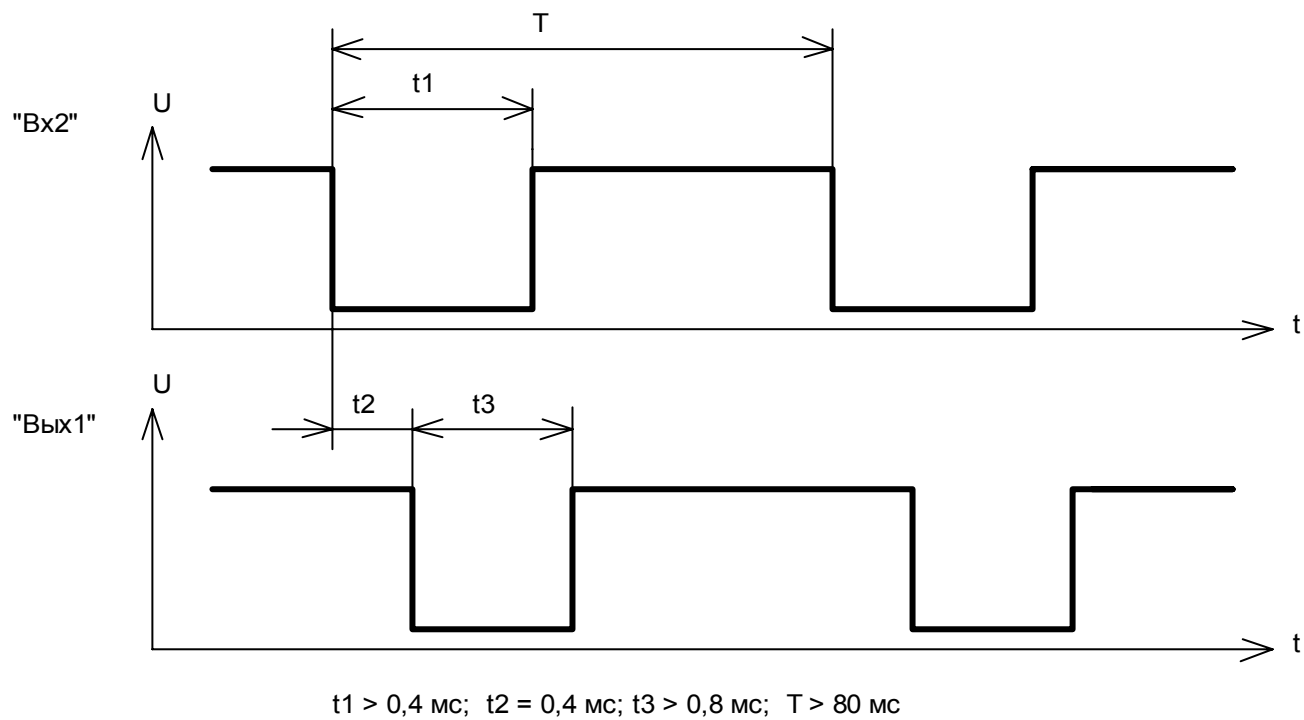 T
t1
U
"Вх2"
t
U
t2 t3
"Вых1"
t
t1 > 0,4 мс; t2 = 0,4 мс; t3 > 0,8 мс; T > 80 мс